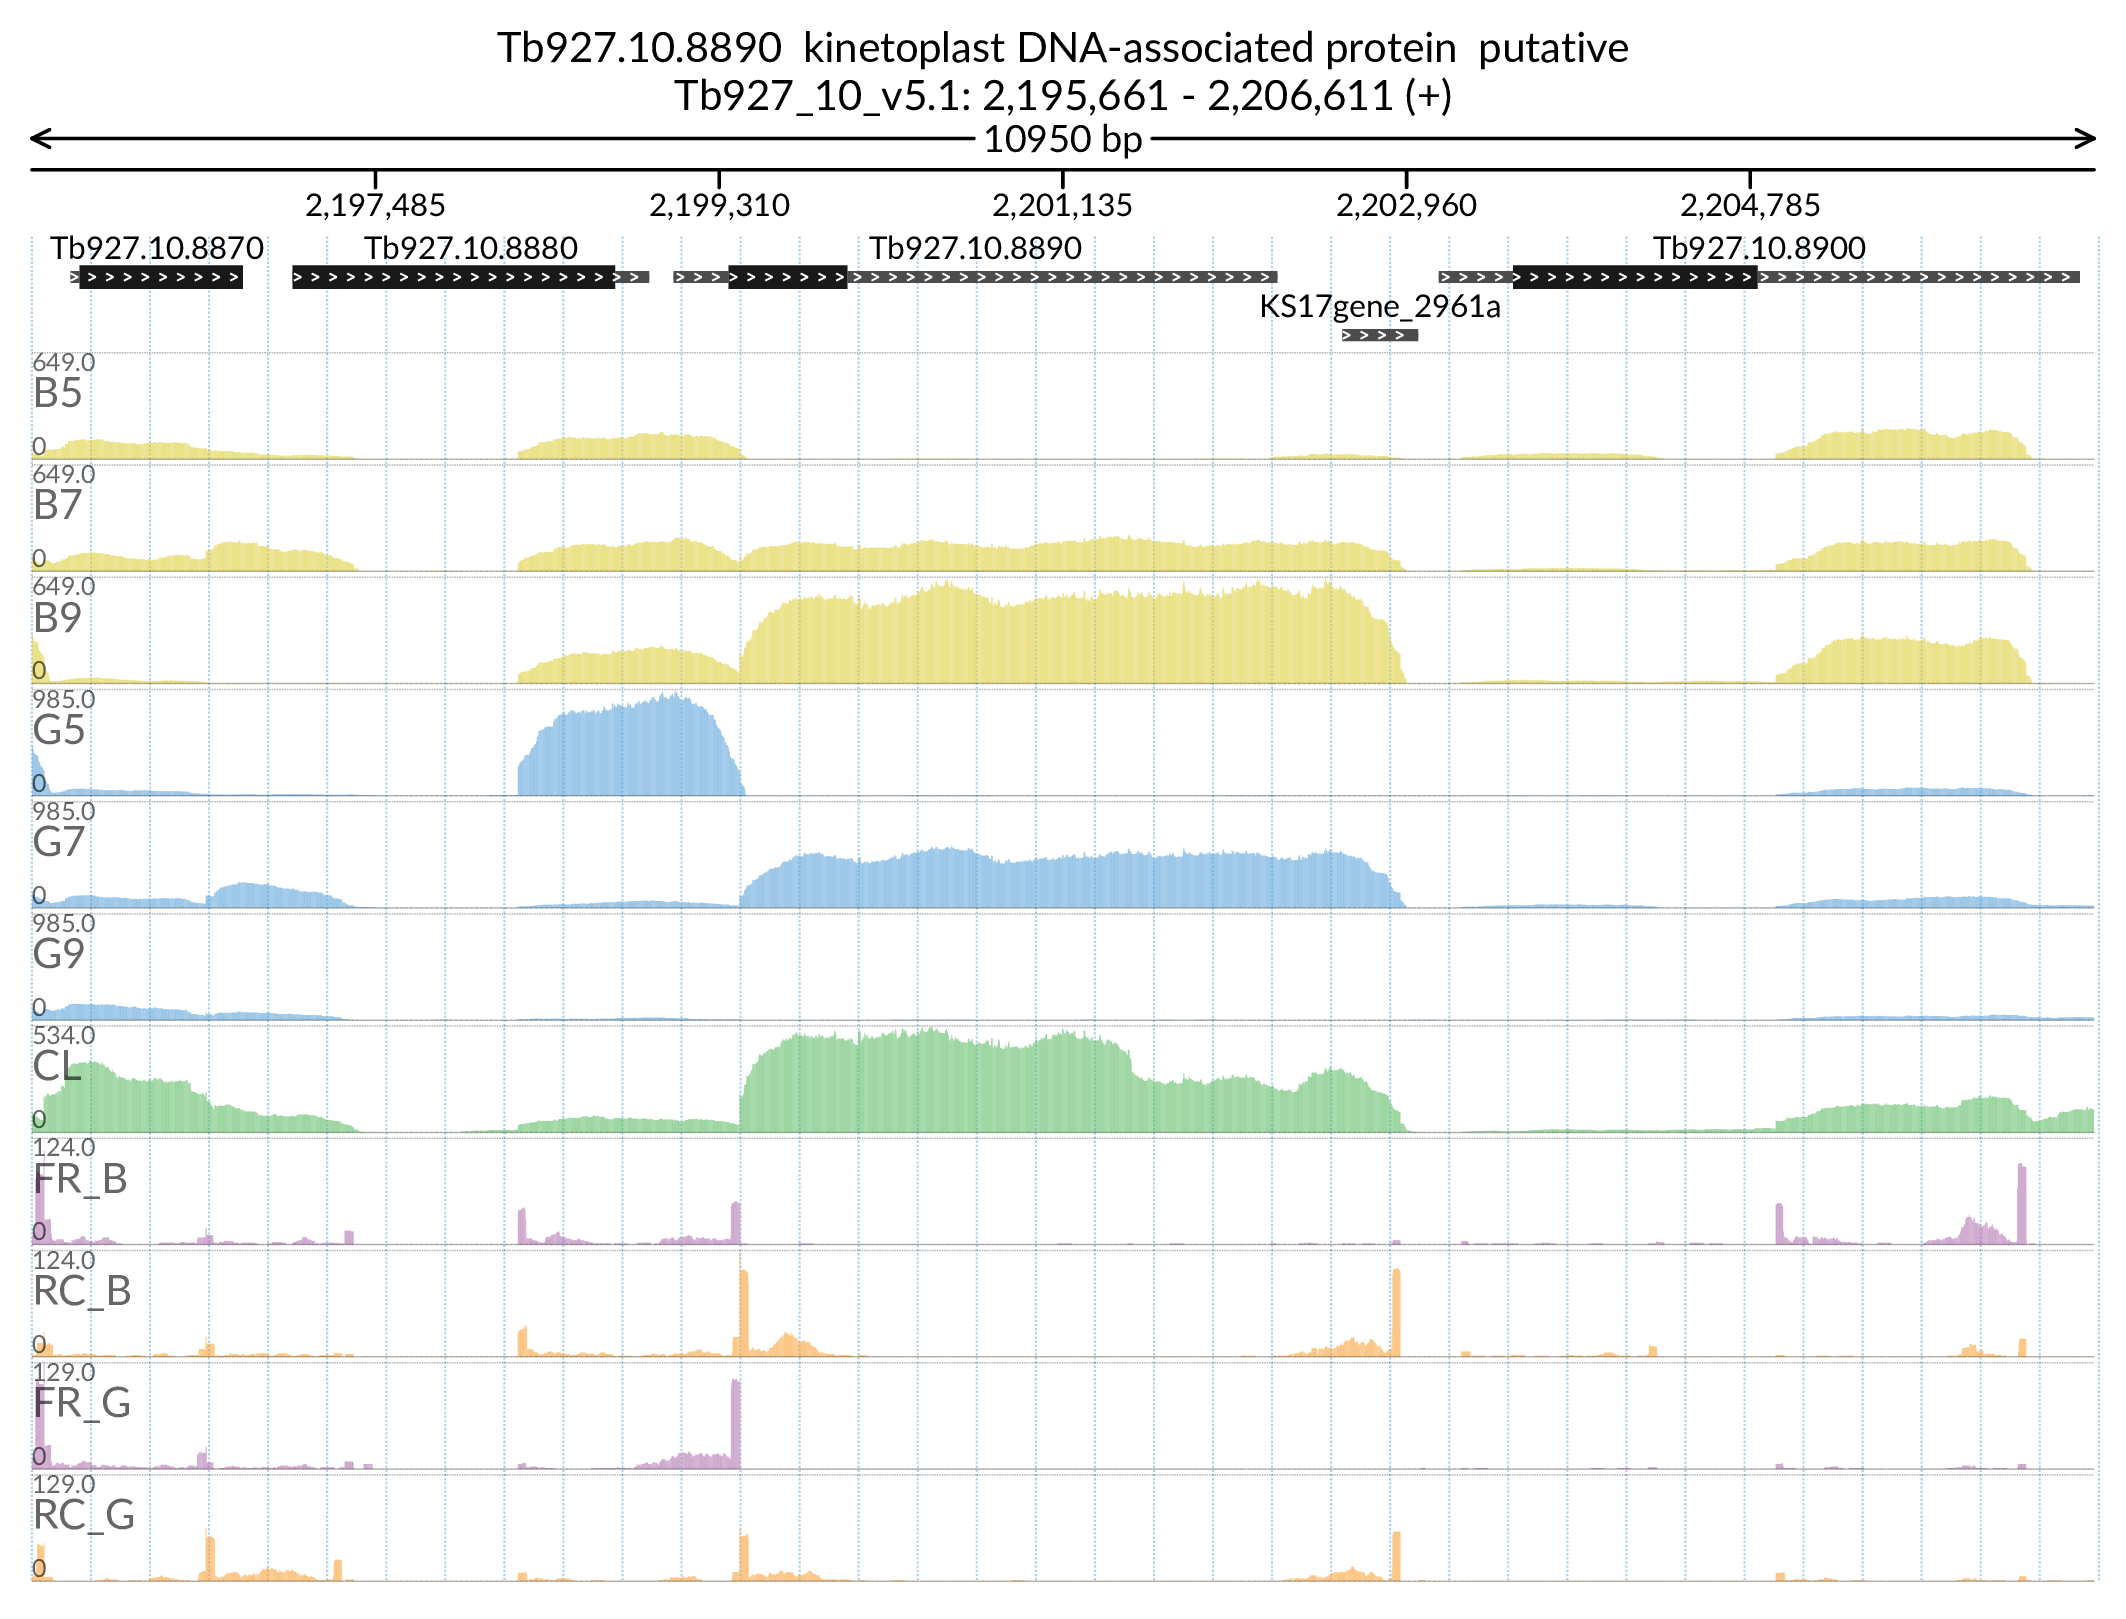 Tb927.10.8890  kinetoplast DNA-associated protein  putative
Tb927_10_v5.1: 2,195,661 - 2,206,611 (+)
10950 bp
2,197,485 2,199,310 2,201,135 2,202,960 2,204,785
Tb927.10.8870 Tb927.10.8880 Tb927.10.8890 Tb927.10.8900
KS17gene_2961a
649.0
B5
0
649.0
B7
0
649.0
B9
0
985.0
G5
0
985.0
G7
0
985.0
G9
0
534.0
CL
0
124.0
FR_B
0
124.0
RC_B
0
129.0
FR_G
0
129.0
RC_G
0